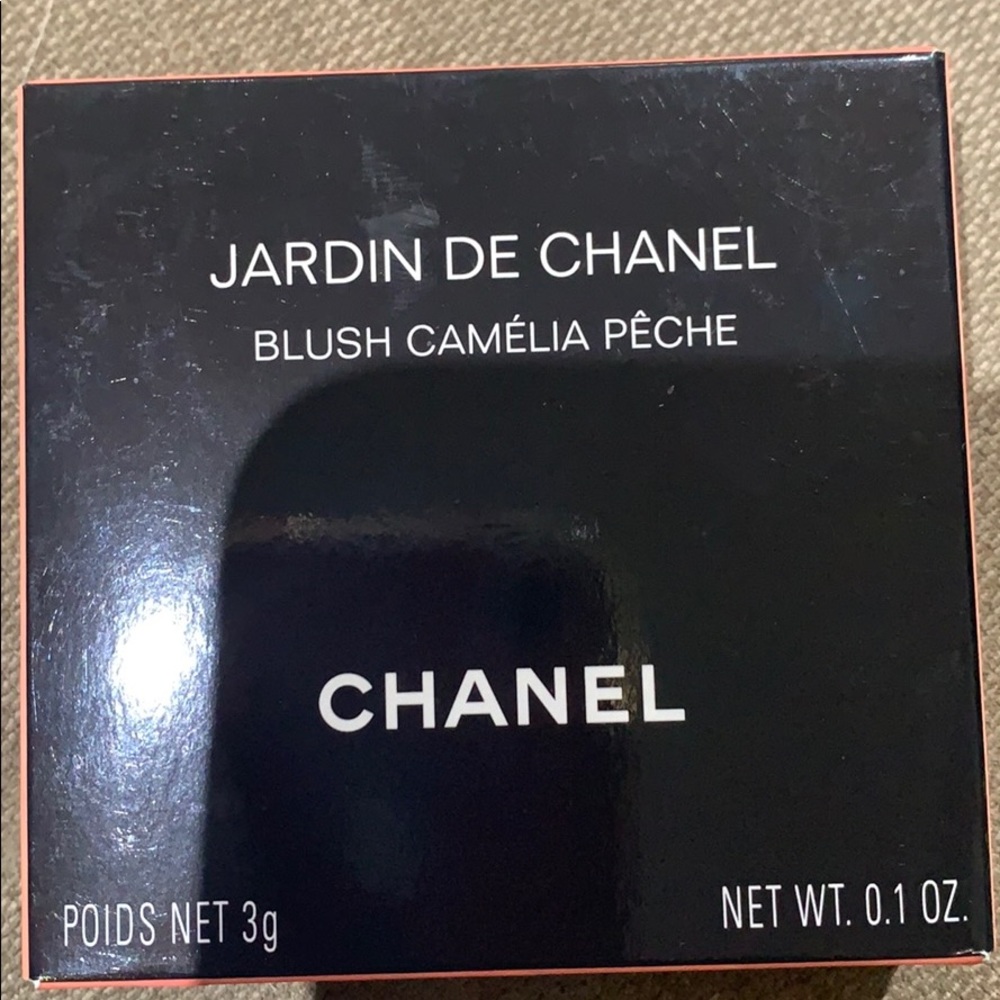 JARDIN DE CHANEL
BLUSH CAMÉLIA PÊCHE
CHANEL
POIDS NET 3g
NET WT. 0.1 OZ.